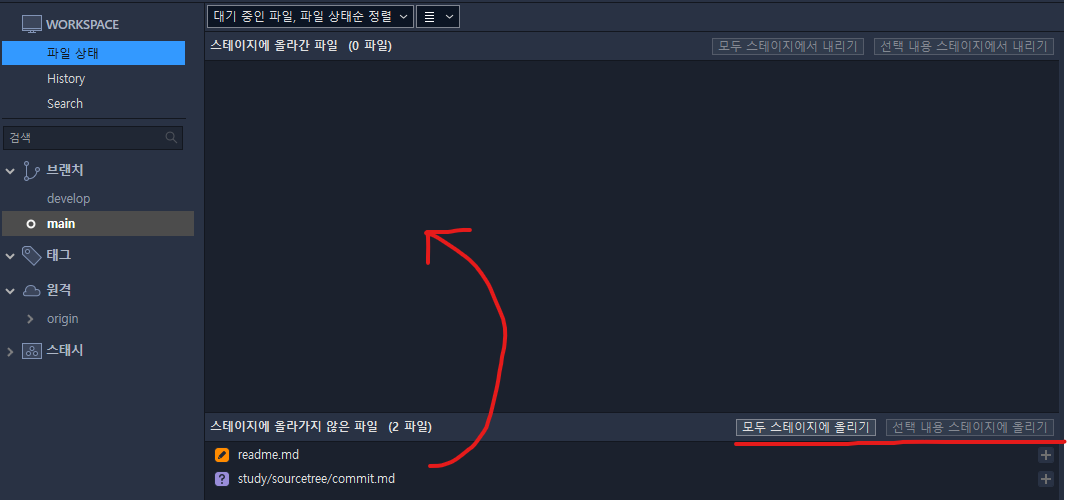 WORKSPACE
파일 상태
History
Search
검색
브랜치
develop
main
태그
원격
origin
스태시
대기 중인 파일, 파일 상태순 정렬
스테이지에 올라간 파일 (0 파일)
모두 스테이지에서 내리기
선택 내용 스테이지에서 내리기
스테이지에 올라가지 않은 파일 (2 파일)
모두 스테이지에 올리기
선택 내용 스테이지에 올리기
readme.md
study/sourcetree/commit.md